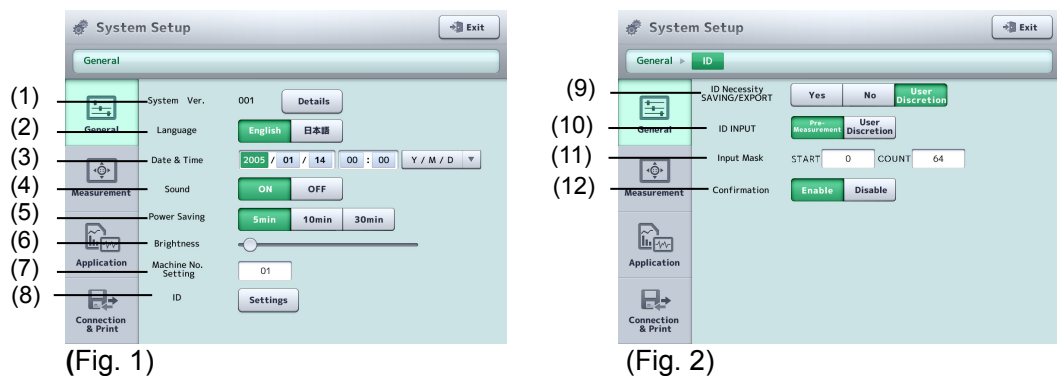 System Setup
Exit
General
(1) System Ver. 001 Details
General
(2) Language English 日本語
(3) Date & Time 2005 / 01 / 14 00 : 00 Y / M / D
Measurement
(4) Sound ON OFF
(5) Power Saving 5min 10min 30min
(6) Brightness
Application
(7) Machine No. Setting 01
(8) ID Settings
Connection & Print
(Fig. 1)
System Setup
Exit
General ID
(9) ID Necessity SAVING/EXPORT Yes No User Discretion
General
(10) ID INPUT Pre-Measurement User Discretion
(11) Input Mask START 0 COUNT 64
Measurement
(12) Confirmation Enable Disable
Application
Connection & Print
(Fig. 2)